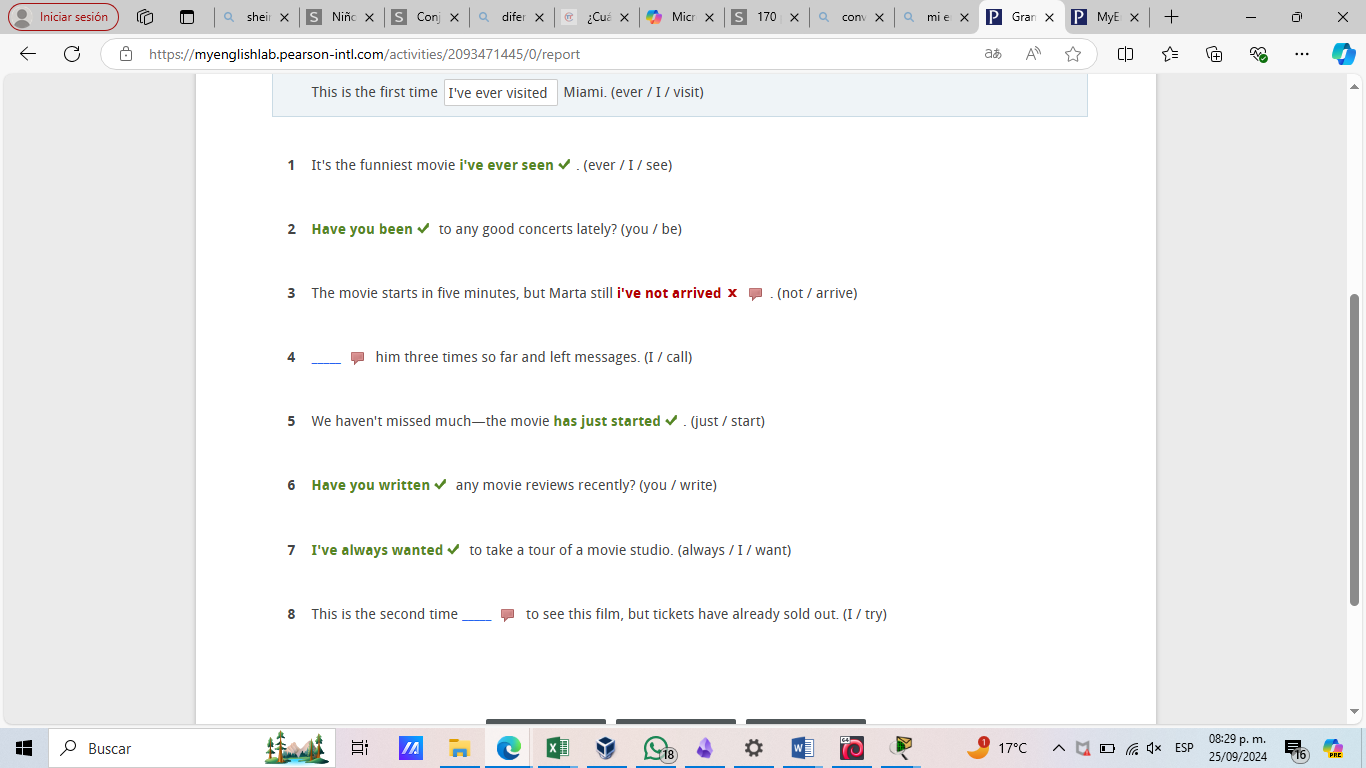 Iniciar sesión
shei
Niño
Conj
difer
¿Cuá
Micr
170
conv
mi e
Gran
MyE
https://myenglishlab.pearson-intl.com/activities/2093471445/0/report
This is the first time I've ever visited Miami. (ever / I / visit)
1 It's the funniest movie i've ever seen ✔ . (ever / I / see)
2 Have you been ✔ to any good concerts lately? (you / be)
3 The movie starts in five minutes, but Marta still i've not arrived x . (not / arrive)
4 _____ him three times so far and left messages. (I / call)
5 We haven't missed much—the movie has just started ✔ . (just / start)
6 Have you written ✔ any movie reviews recently? (you / write)
7 I've always wanted ✔ to take a tour of a movie studio. (always / I / want)
8 This is the second time _____ to see this film, but tickets have already sold out. (I / try)
Buscar
18
1
17°C
ESP
08:29 p. m.
25/09/2024
16
PRE